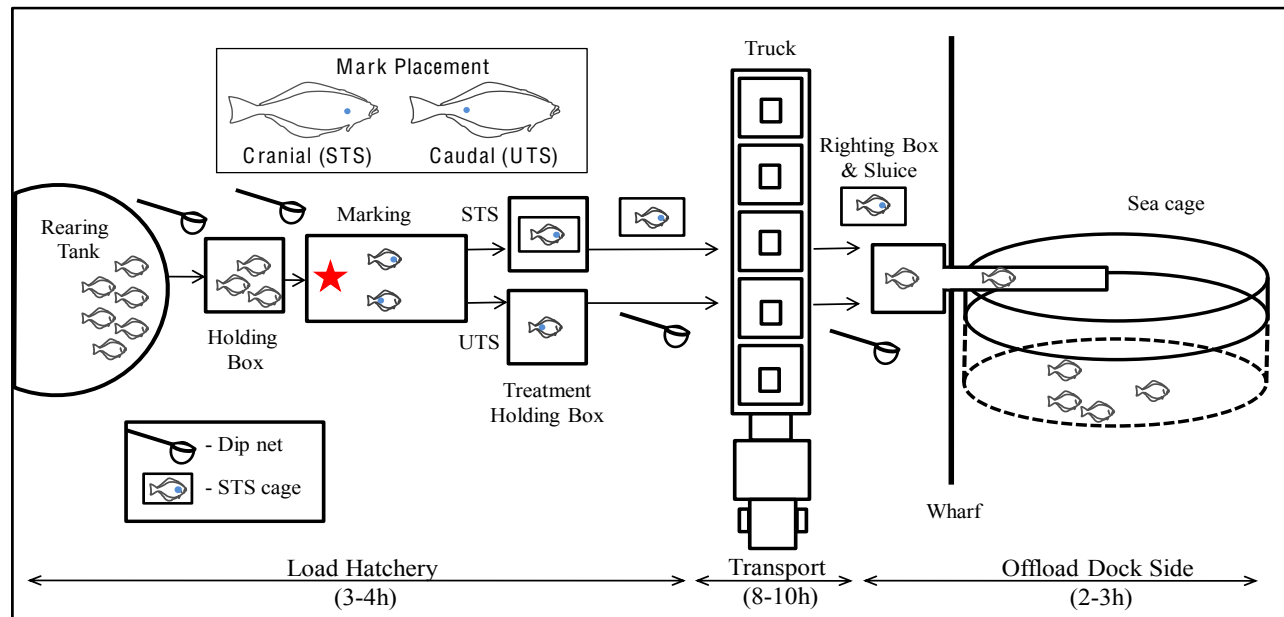 Mark Placement
Cranial (STS)
Caudal (UTS)
Truck
Rearing
Tank
Marking
STS
Righting Box
& Sluice
Sea cage
Holding
Box
UTS
Treatment
Holding Box
- Dip net
- STS cage
Wharf
Load Hatchery
(3-4h)
Transport
(8-10h)
Offload Dock Side
(2-3h)